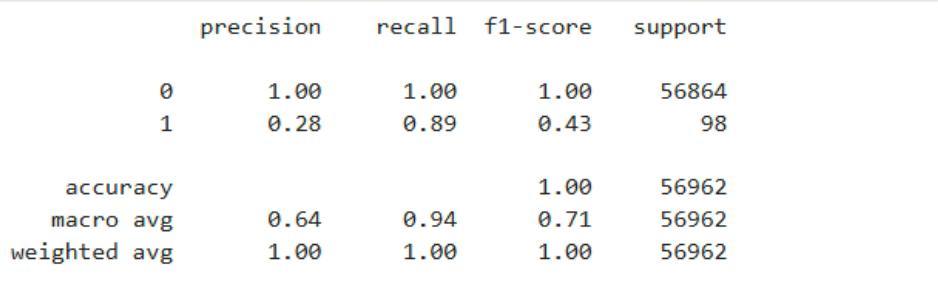 precision recall f1-score support
0 1.00 1.00 1.00 56864
1 0.28 0.89 0.43 98
accuracy 1.00 56962
macro avg 0.64 0.94 0.71 56962
weighted avg 1.00 1.00 1.00 56962